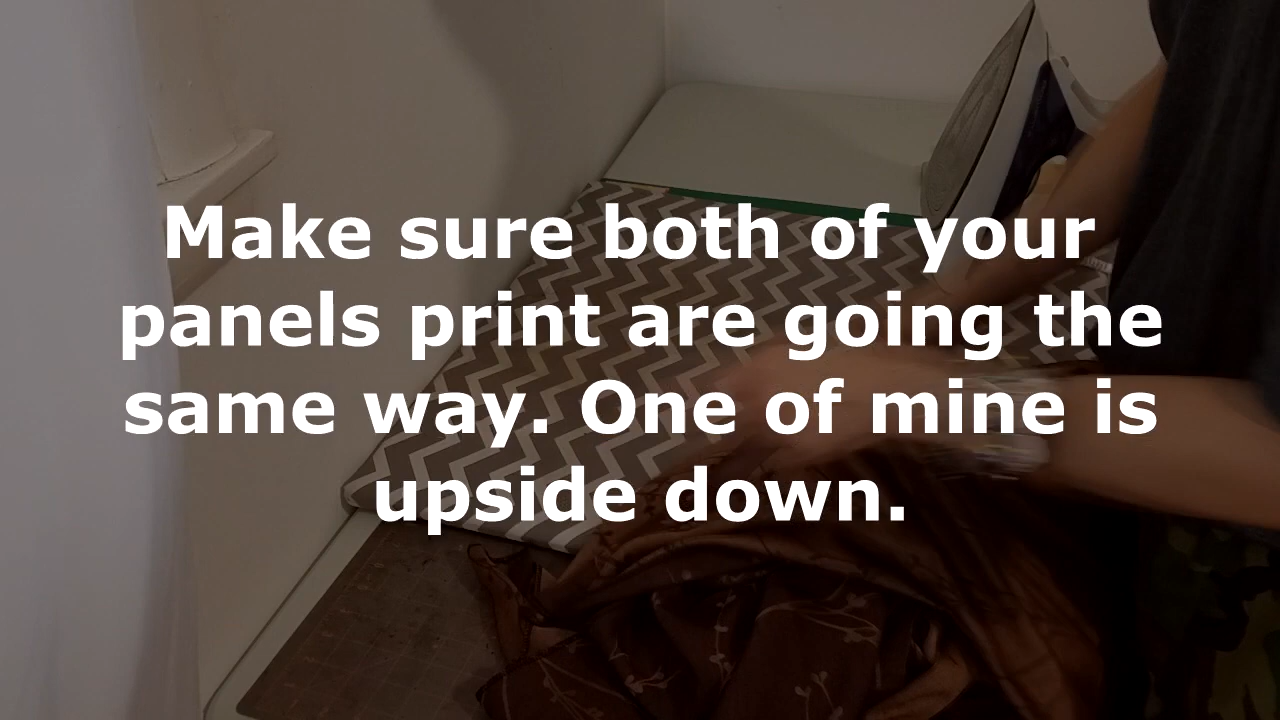 Make sure both of your
panels print are going the
same way. One of mine is
upside down.